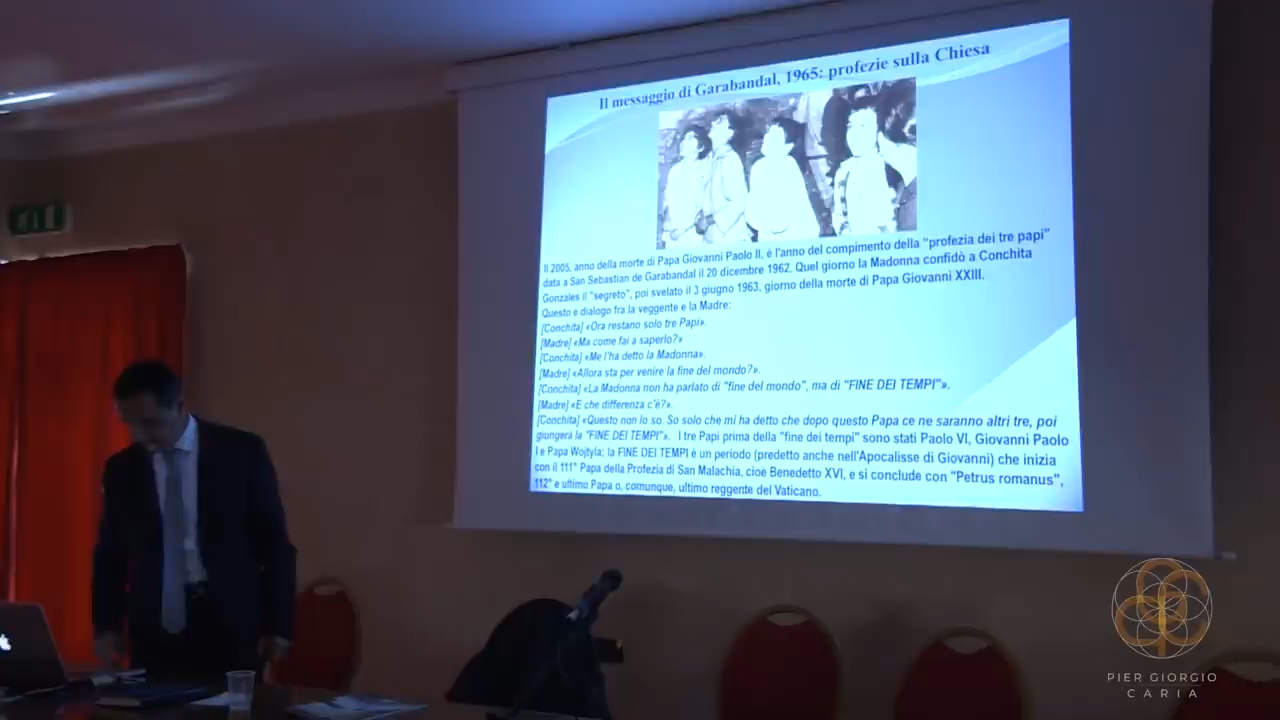 Il messaggio di Garabandal, 1965: profezie sulla Chiesa
Il 2005, anno della morte di Papa Giovanni Paolo II, è l'anno del compimento della "profezia dei tre papi"
data a San Sebastian de Garabandal il 20 dicembre 1962. Quel giorno la Madonna confidò a Conchita
Gonzales il "segreto", poi svelato il 3 giugno 1963, giorno della morte di Papa Giovanni XXIII.
Questo è dialogo fra la veggente e la Madre:
[Conchita] «Ora restano solo tre Papi».
[Madre] «Ma come fai a saperlo?»
[Conchita] «Me l'ha detto la Madonna».
[Madre] «Allora sta per venire la fine del mondo?».
[Conchita] «La Madonna non ha parlato di "fine del mondo", ma di "FINE DEI TEMPI"».
[Madre] «E che differenza c'è?».
[Conchita] «Questo non lo so. So solo che mi ha detto che dopo questo Papa ce ne saranno altri tre, poi
giungerà la "FINE DEI TEMPI"». I tre Papi prima della "fine dei tempi" sono stati Paolo VI, Giovanni Paolo
I e Papa Wojtyla; la FINE DEI TEMPI è un periodo (predetto anche nell'Apocalisse di Giovanni) che inizia
con il 111° Papa della Profezia di San Malachia, cioè Benedetto XVI, e si conclude con "Petrus romanus",
112° e ultimo Papa o, comunque, ultimo reggente del Vaticano.
PIER GIORGIO
CARIA